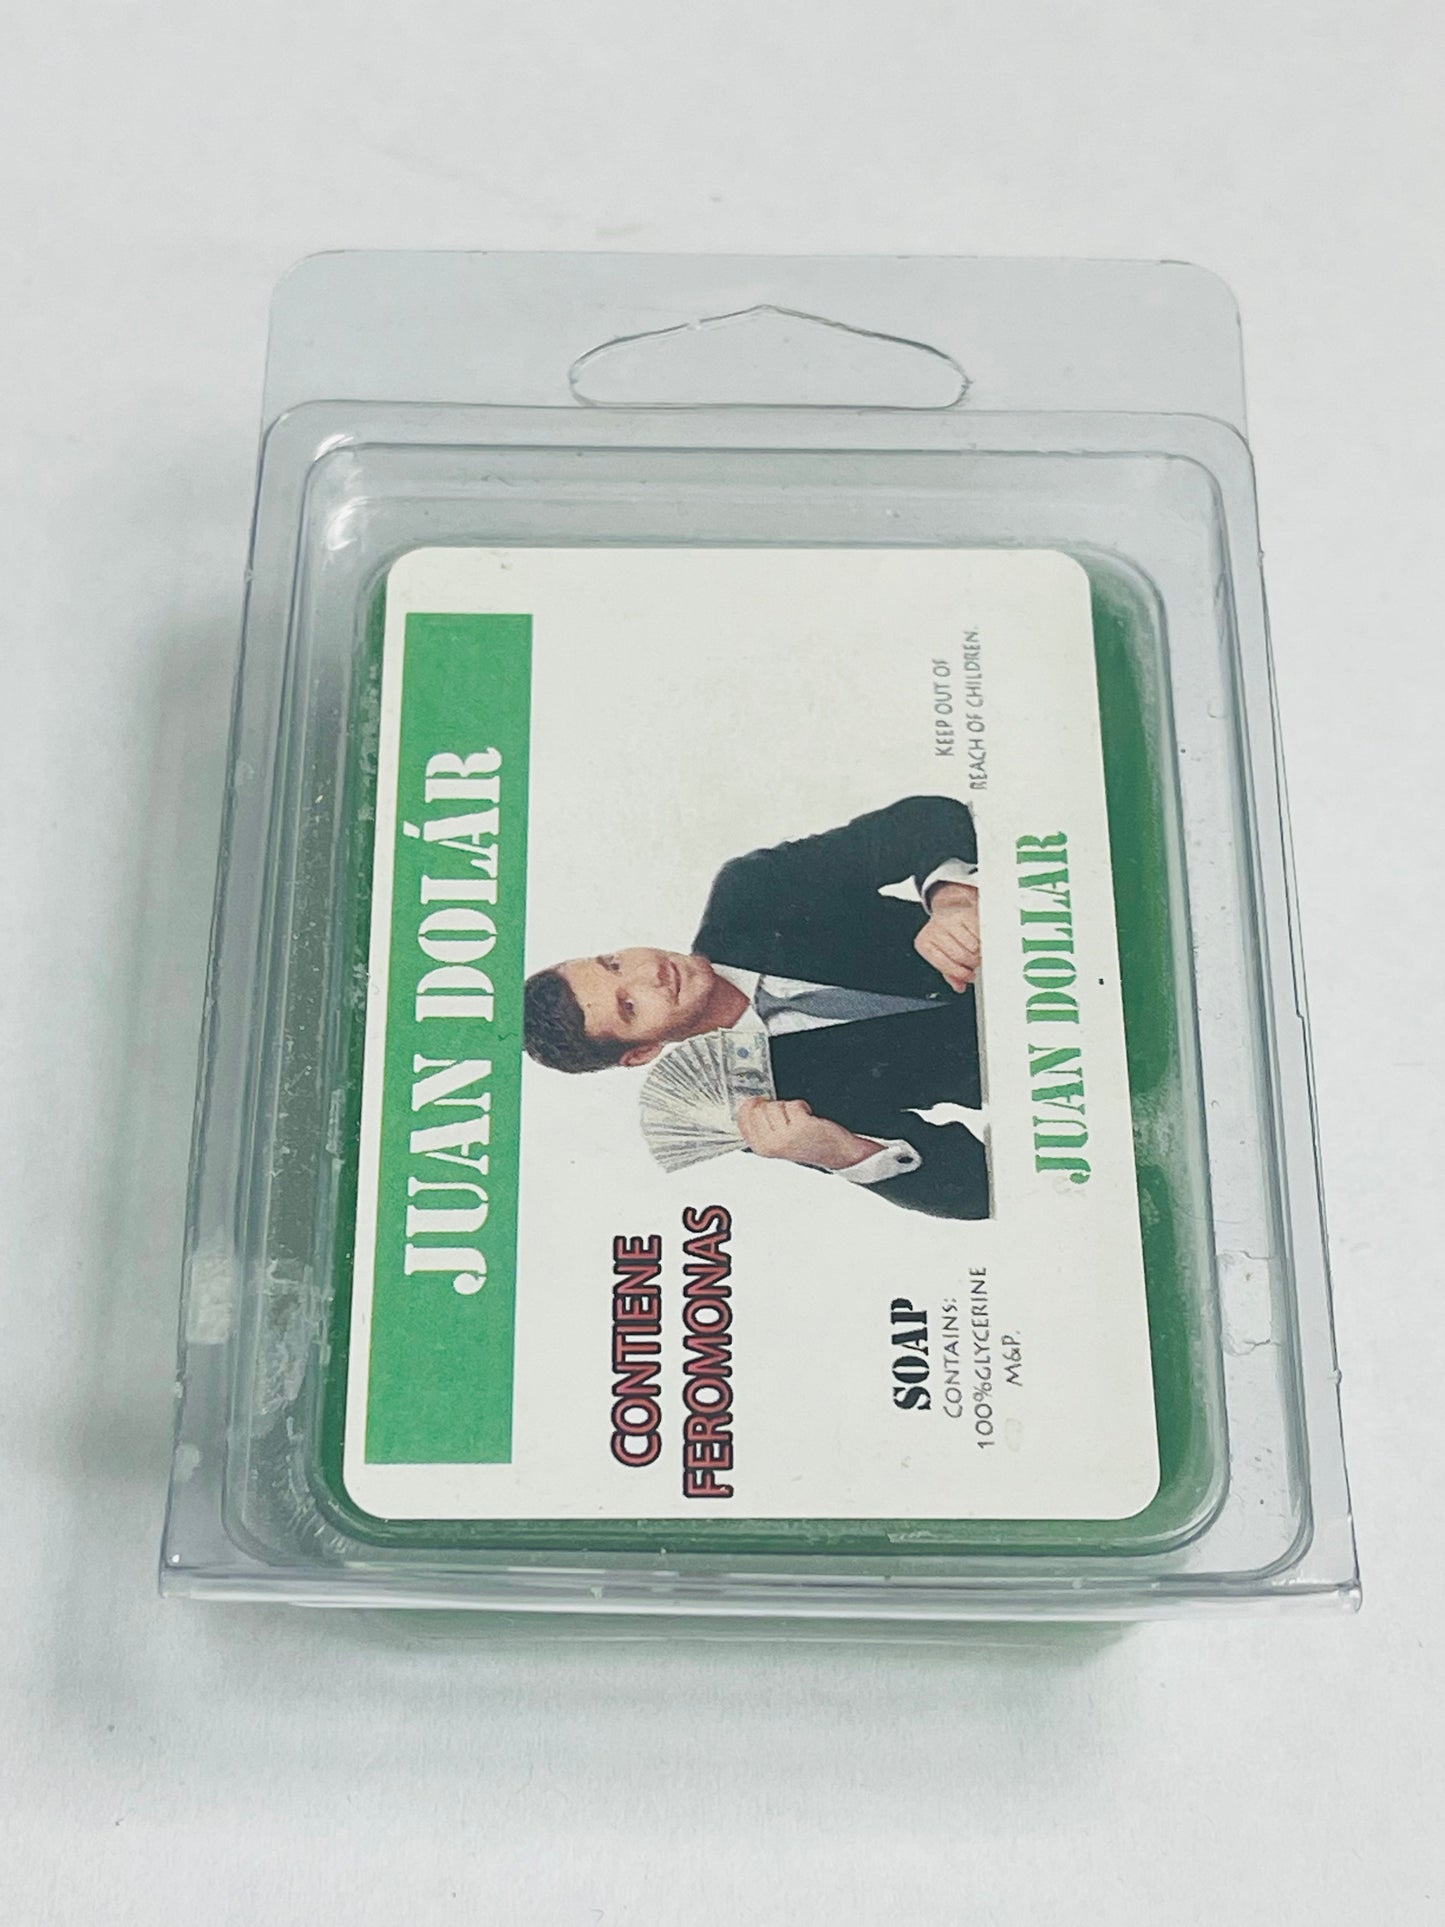 JUAN DOLÁR
CONTIENE
FEROMONAS
SOAP
CONTAINS:
100%GLYCERINE
M&P.
KEEP OUT OF
REACH OF CHILDREN.
JUAN DOLLAR